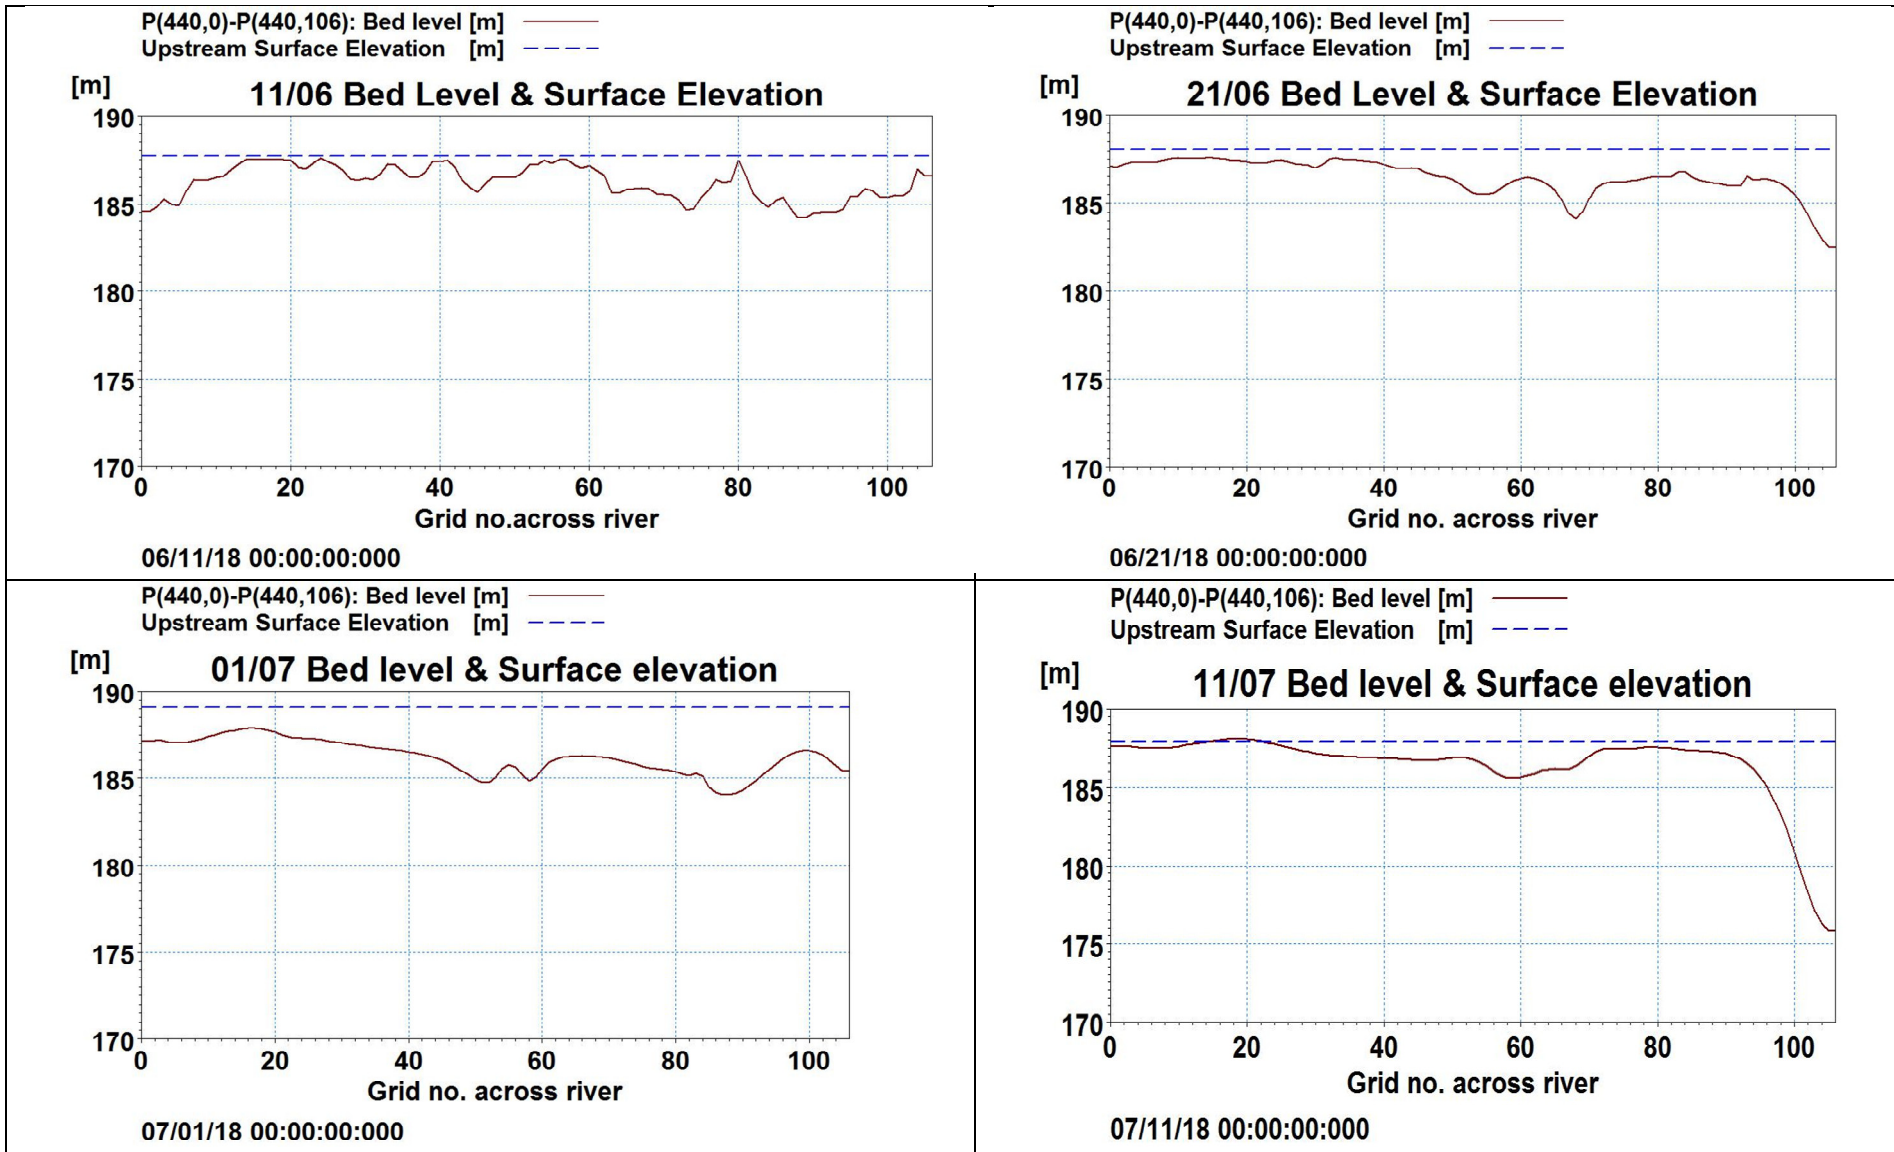 P(440,0)-P(440,106): Bed level [m]
Upstream Surface Elevation [m]
[m]
11/06 Bed Level & Surface Elevation
190
185
180
175
170
0 20 40 60 80 100
Grid no.across river
06/11/18 00:00:00:000
P(440,0)-P(440,106): Bed level [m]
Upstream Surface Elevation [m]
[m]
21/06 Bed Level & Surface Elevation
190
185
180
175
170
0 20 40 60 80 100
Grid no. across river
06/21/18 00:00:00:000
P(440,0)-P(440,106): Bed level [m]
Upstream Surface Elevation [m]
[m]
01/07 Bed level & Surface elevation
190
185
180
175
170
0 20 40 60 80 100
Grid no. across river
07/01/18 00:00:00:000
P(440,0)-P(440,106): Bed level [m]
Upstream Surface Elevation [m]
[m]
11/07 Bed level & Surface elevation
190
185
180
175
170
0 20 40 60 80 100
Grid no. across river
07/11/18 00:00:00:000